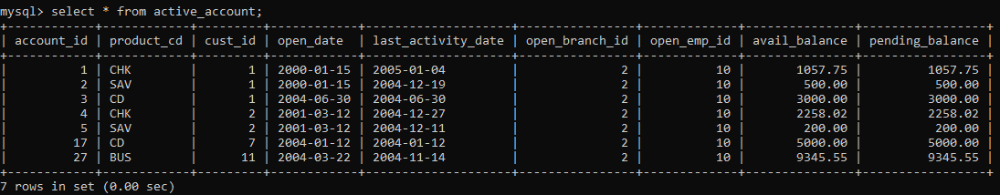 mysql> select * from active_account;
+------------+------------+---------+------------+--------------------+----------------+-------------+---------------+-----------------+
| account_id | product_cd | cust_id | open_date | last_activity_date | open_branch_id | open_emp_id | avail_balance | pending_balance |
+------------+------------+---------+------------+--------------------+----------------+-------------+---------------+-----------------+
| 1 | CHK | 1 | 2000-01-15 | 2005-01-04 | 2 | 10 | 1057.75 | 1057.75 |
| 2 | SAV | 1 | 2000-01-15 | 2004-12-19 | 2 | 10 | 500.00 | 500.00 |
| 3 | CD | 1 | 2004-06-30 | 2004-06-30 | 2 | 10 | 3000.00 | 3000.00 |
| 4 | CHK | 2 | 2001-03-12 | 2004-12-27 | 2 | 10 | 2258.02 | 2258.02 |
| 5 | SAV | 2 | 2001-03-12 | 2004-12-11 | 2 | 10 | 200.00 | 200.00 |
| 17 | CD | 7 | 2004-01-12 | 2004-01-12 | 2 | 10 | 5000.00 | 5000.00 |
| 27 | BUS | 11 | 2004-03-22 | 2004-11-14 | 2 | 10 | 9345.55 | 9345.55 |
+------------+------------+---------+------------+--------------------+----------------+-------------+---------------+-----------------+
7 rows in set (0.00 sec)